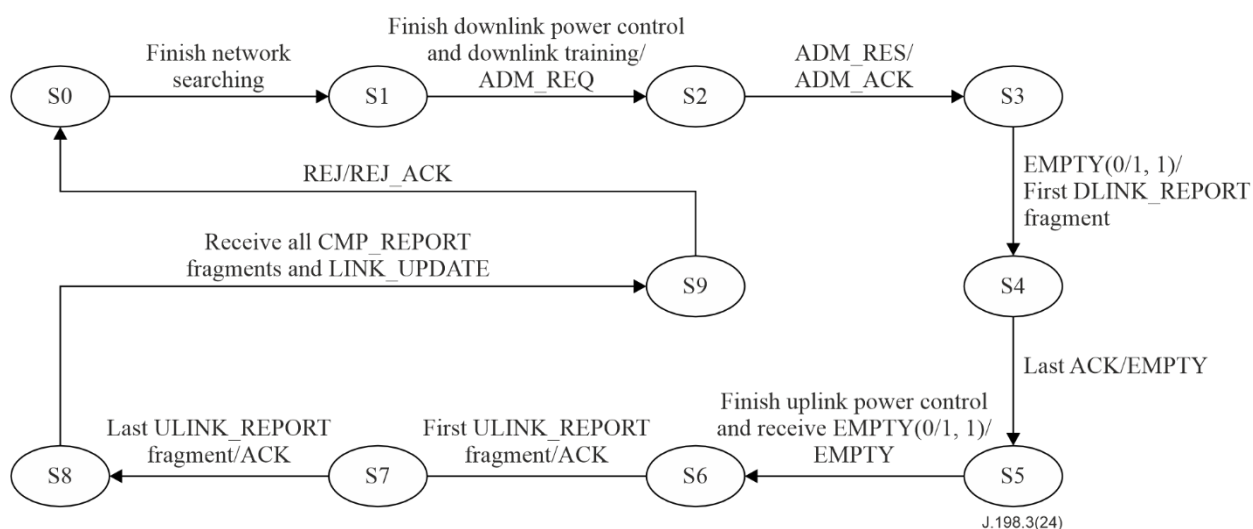 Finish network
searching
Finish downlink power control
and downlink training/
ADM_REQ
ADM_RES/
ADM_ACK
S0
S1
S2
S3
REJ/REJ_ACK
EMPTY(0/1, 1)/
First DLINK_REPORT
fragment
Receive all CMP_REPORT
fragments and LINK_UPDATE
S9
S4
Last ACK/EMPTY
Finish uplink power control
and receive EMPTY(0/1, 1)/
EMPTY
Last ULINK_REPORT
fragment/ACK
First ULINK_REPORT
fragment/ACK
S8
S7
S6
S5
J.198.3(24)